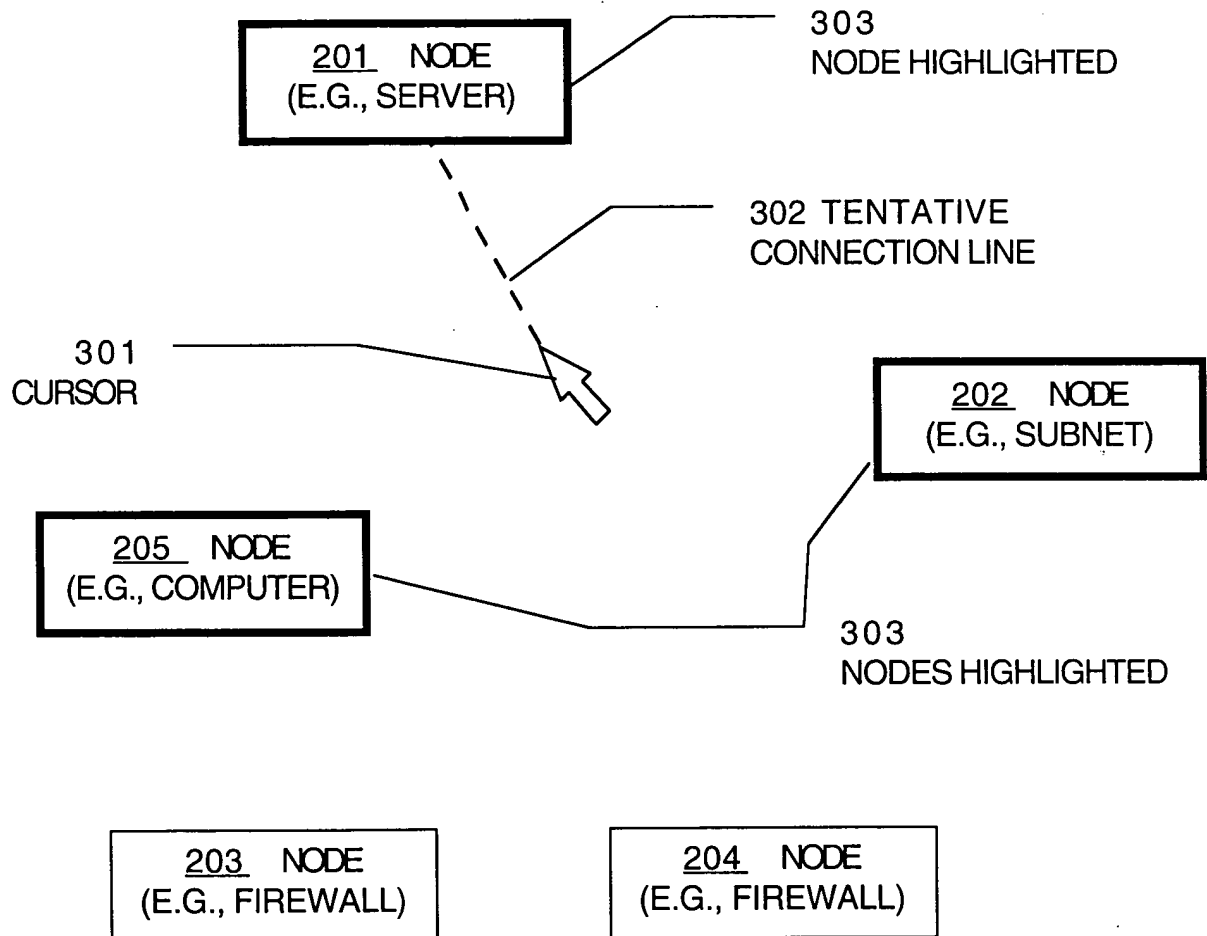 201 NODE
(E.G., SERVER)
303
NODE HIGHLIGHTED
302 TENTATIVE
CONNECTION LINE
301
CURSOR
202 NODE
(E.G., SUBNET)
205 NODE
(E.G., COMPUTER)
303
NODES HIGHLIGHTED
203 NODE
(E.G., FIREWALL)
204 NODE
(E.G., FIREWALL)